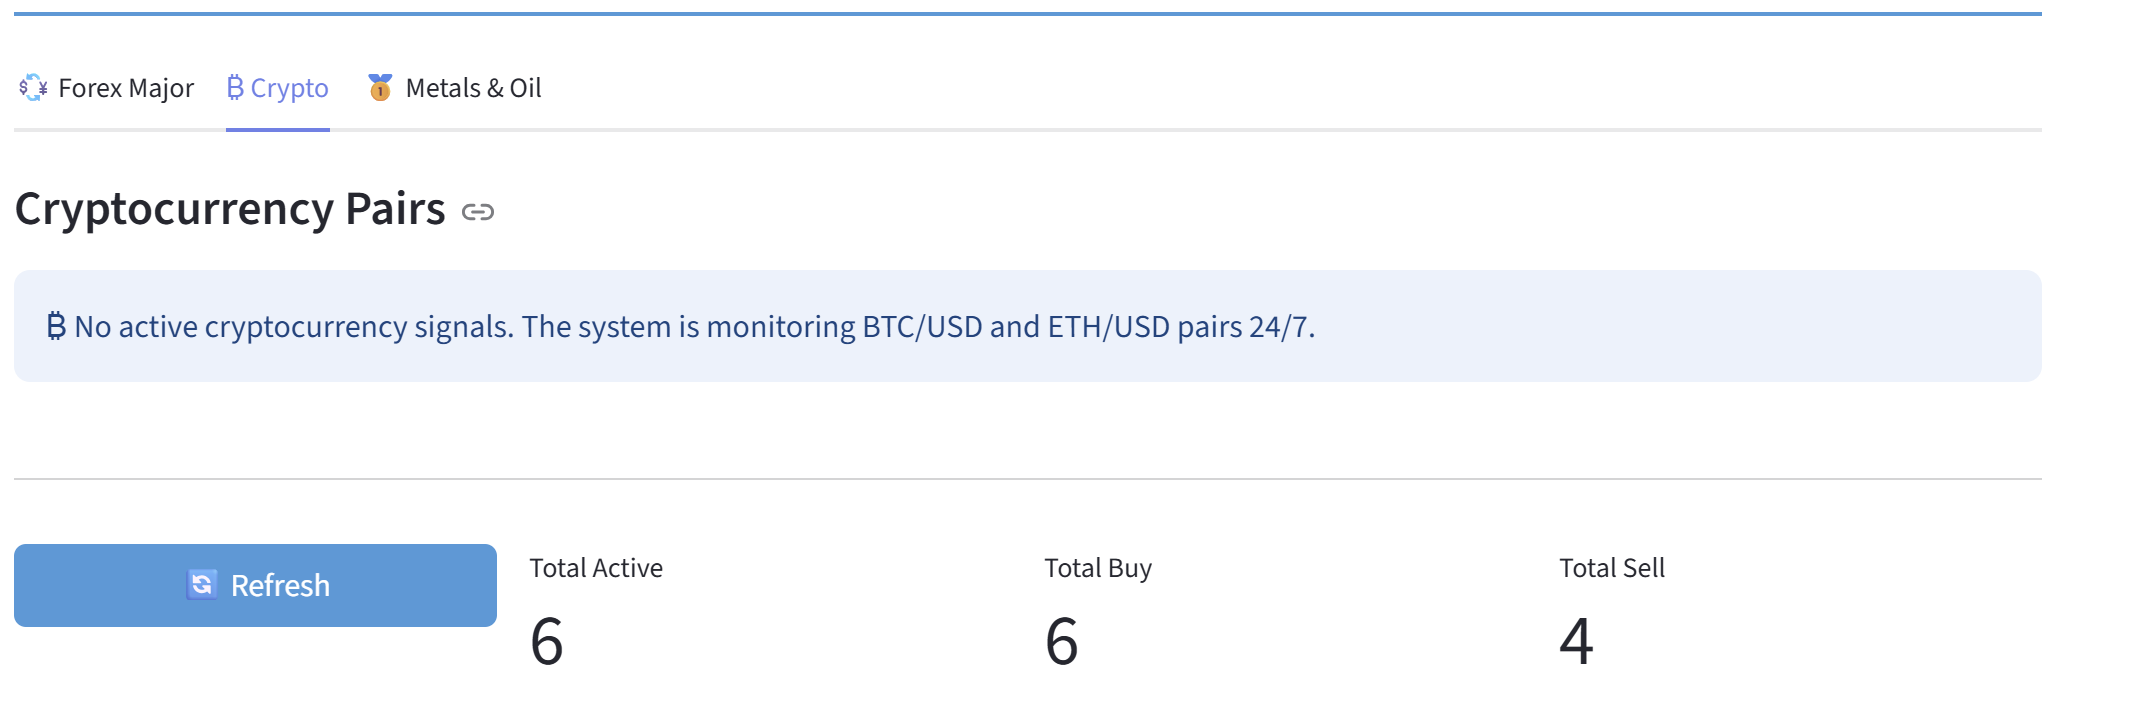 Forex Major
₿ Crypto
Metals & Oil
Cryptocurrency Pairs
₿ No active cryptocurrency signals. The system is monitoring BTC/USD and ETH/USD pairs 24/7.
Refresh
Total Active
6
Total Buy
6
Total Sell
4